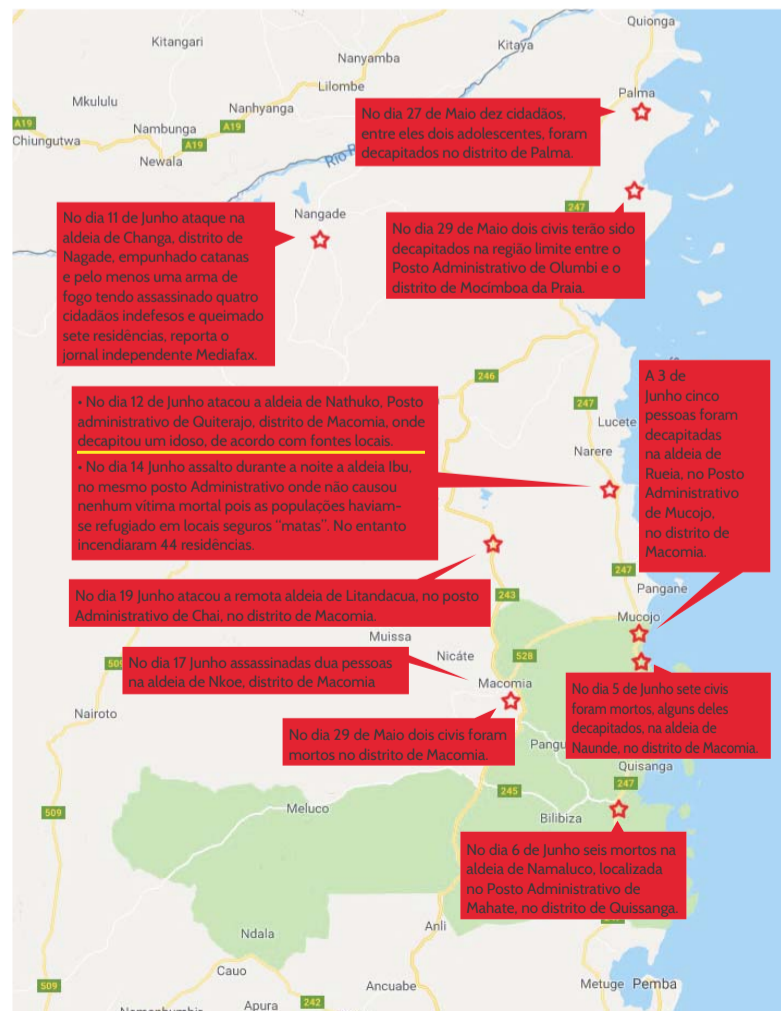 Quionga
Kitangari
Kitaya
Nanyamba
Lilombe
Palma
Mkululu
Nanhyanga
No dia 27 de Maio dez cidadãos,
entre eles dois adolescentes, foram
decapitados no distrito de Palma.
A19
Chiungutwa
Nambunga
A19
Newala
Rio
247
No dia 11 de Junho ataque na
aldeia de Changa, distrito de
Nagade, empunhado catanas
e pelo menos uma arma de
fogo tendo assassinado quatro
cidadãos indefesos e queimado
sete residências, reporta o
jornal independente Mediafax.
Nangade
No dia 29 de Maio dois civis terão sido
decapitados na região limite entre o
Posto Administrativo de Olumbi e o
distrito de Mocimboa da Praia.
246
247
A 3 de
Junho cinco
pessoas foram
decapitadas
na aldeia de
Rueia, no Posto
Administrativo
de Mucojo,
no distrito de
Macomia.
• No dia 12 de Junho atacou a aldeia de Nathuko, Posto
administrativo de Quiterajo, distrito de Macomia, onde
decapitou um idoso, de acordo com fontes locais.
• No dia 14 Junho assalto durante a noite a aldeia Ibu,
no mesmo posto Administrativo onde não causou
nenhum vitima mortal pois as populações haviam-
se refugiado em locais seguros “matas”. No entanto
incendiaram 44 residências.
Lucete
Narere
247
Pangane
No dia 19 Junho atacou a remota aldeia de Litandacua, no posto
Administrativo de Chai, no distrito de Macomia.
243
Mucojo
Muissa
Nicáte
528
509
No dia 17 Junho assassinadas dua pessoas
na aldeia de Nkoe, distrito de Macomia
Macomia
No dia 5 de Junho sete civis
foram mortos, alguns deles
decapitados, na aldeia de
Naunde, no distrito de Macomia.
Nairoto
No dia 29 de Maio dois civis foram
mortos no distrito de Macomia.
Quisanga
247
245
509
Meluco
Bilibiza
No dia 6 de Junho seis mortos na
aldeia de Namaluco, localizada
no Posto Administrativo de
Mahate, no distrito de Quissanga.
Anli
Ndala
Cauo
509
Ancuabe
Metuge
Pemba
242
Apura